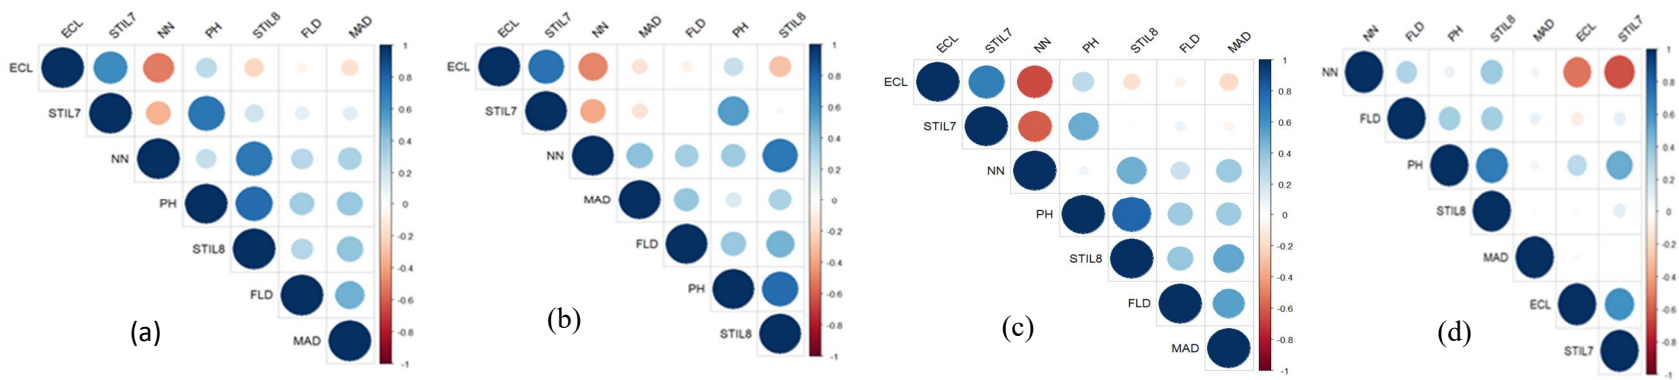 ECL STIL7 NN PH STIL8 FLD MAD
ECL
STIL7
NN
PH
STIL8
FLD
MAD
1
0.8
0.6
0.4
0.2
0
-0.2
-0.4
-0.6
-0.8
-1
(a)
ECL STIL7 NN MAD FLD PH STIL8
ECL
STIL7
NN
MAD
FLD
PH
STIL8
1
0.8
0.6
0.4
0.2
0
-0.2
-0.4
-0.6
-0.8
-1
(b)
ECL STIL7 NN PH STIL8 FLD MAD
ECL
STIL7
NN
PH
STIL8
FLD
MAD
1
0.8
0.6
0.4
0.2
0
-0.2
-0.4
-0.6
-0.8
-1
(c)
NN FLD PH STIL8 MAD ECL STIL7
NN
FLD
PH
STIL8
MAD
ECL
STIL7
1
0.8
0.6
0.4
0.2
0
-0.2
-0.4
-0.6
-0.8
-1
(d)